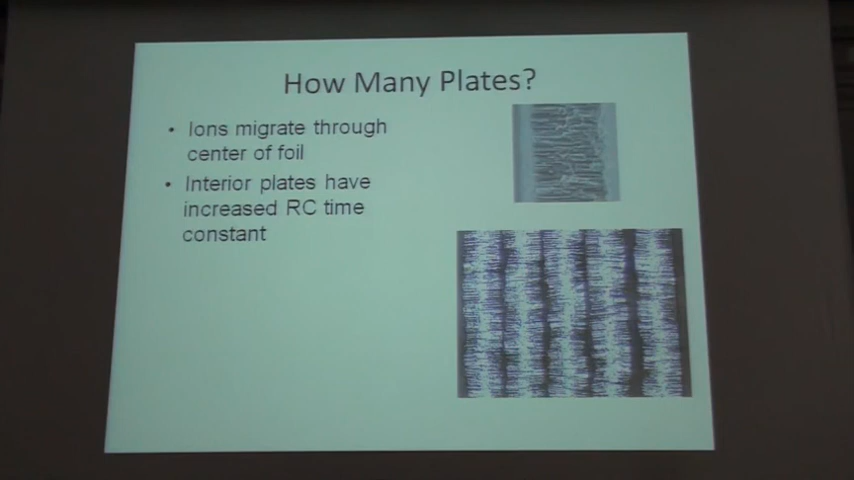 How Many Plates?
• Ions migrate through
center of foil
• Interior plates have
increased RC time
constant